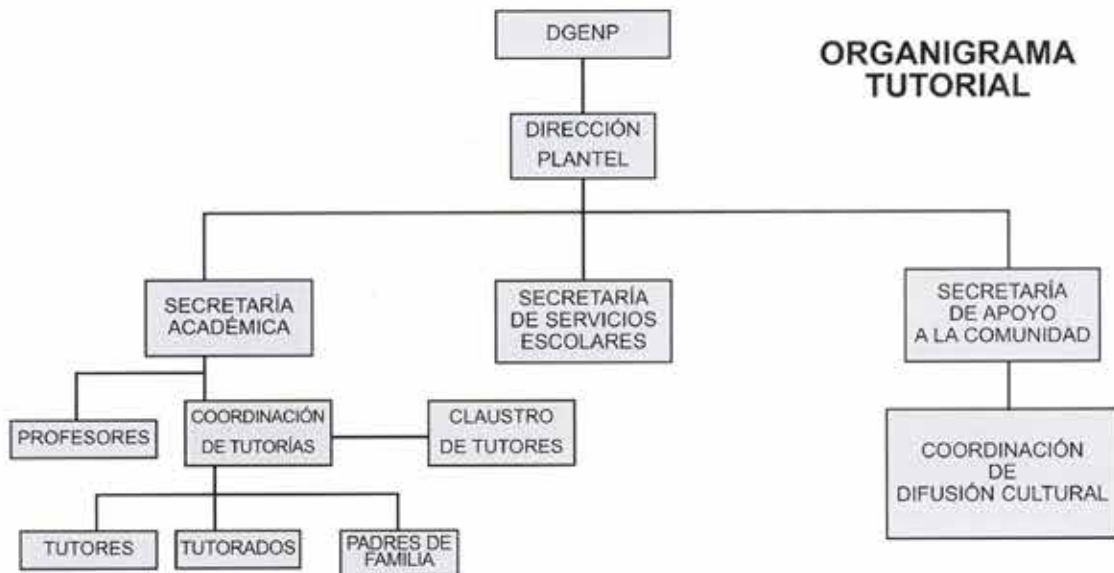 DGENP
ORGANIGRAMA
TUTORIAL
DIRECCIÓN
PLANTEL
SECRETARÍA
ACADÉMICA
SECRETARÍA
DE SERVICIOS
ESCOLARES
SECRETARÍA
DE APOYO
A LA COMUNIDAD
PROFESORES
COORDINACIÓN
DE TUTORÍAS
CLAUSTRO
DE TUTORES
COORDINACIÓN
DE
DIFUSIÓN CULTURAL
TUTORES
TUTORADOS
PADRES DE
FAMILIA